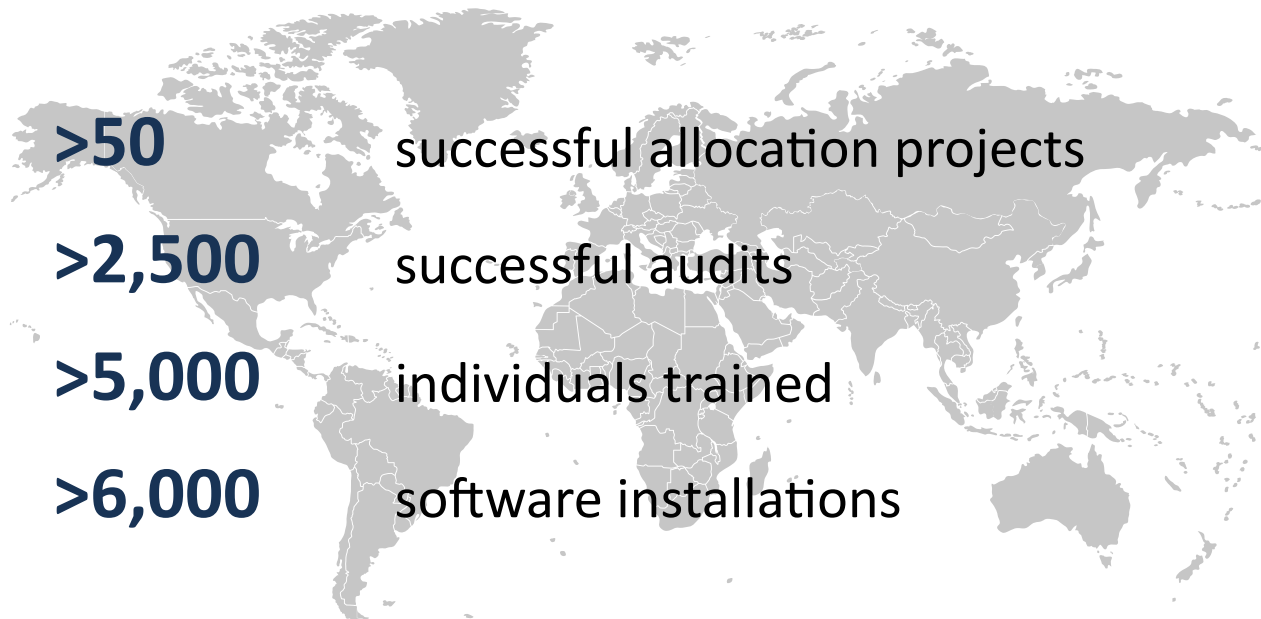 >50 successful allocation projects
>2,500 successful audits
>5,000 individuals trained
>6,000 software installations